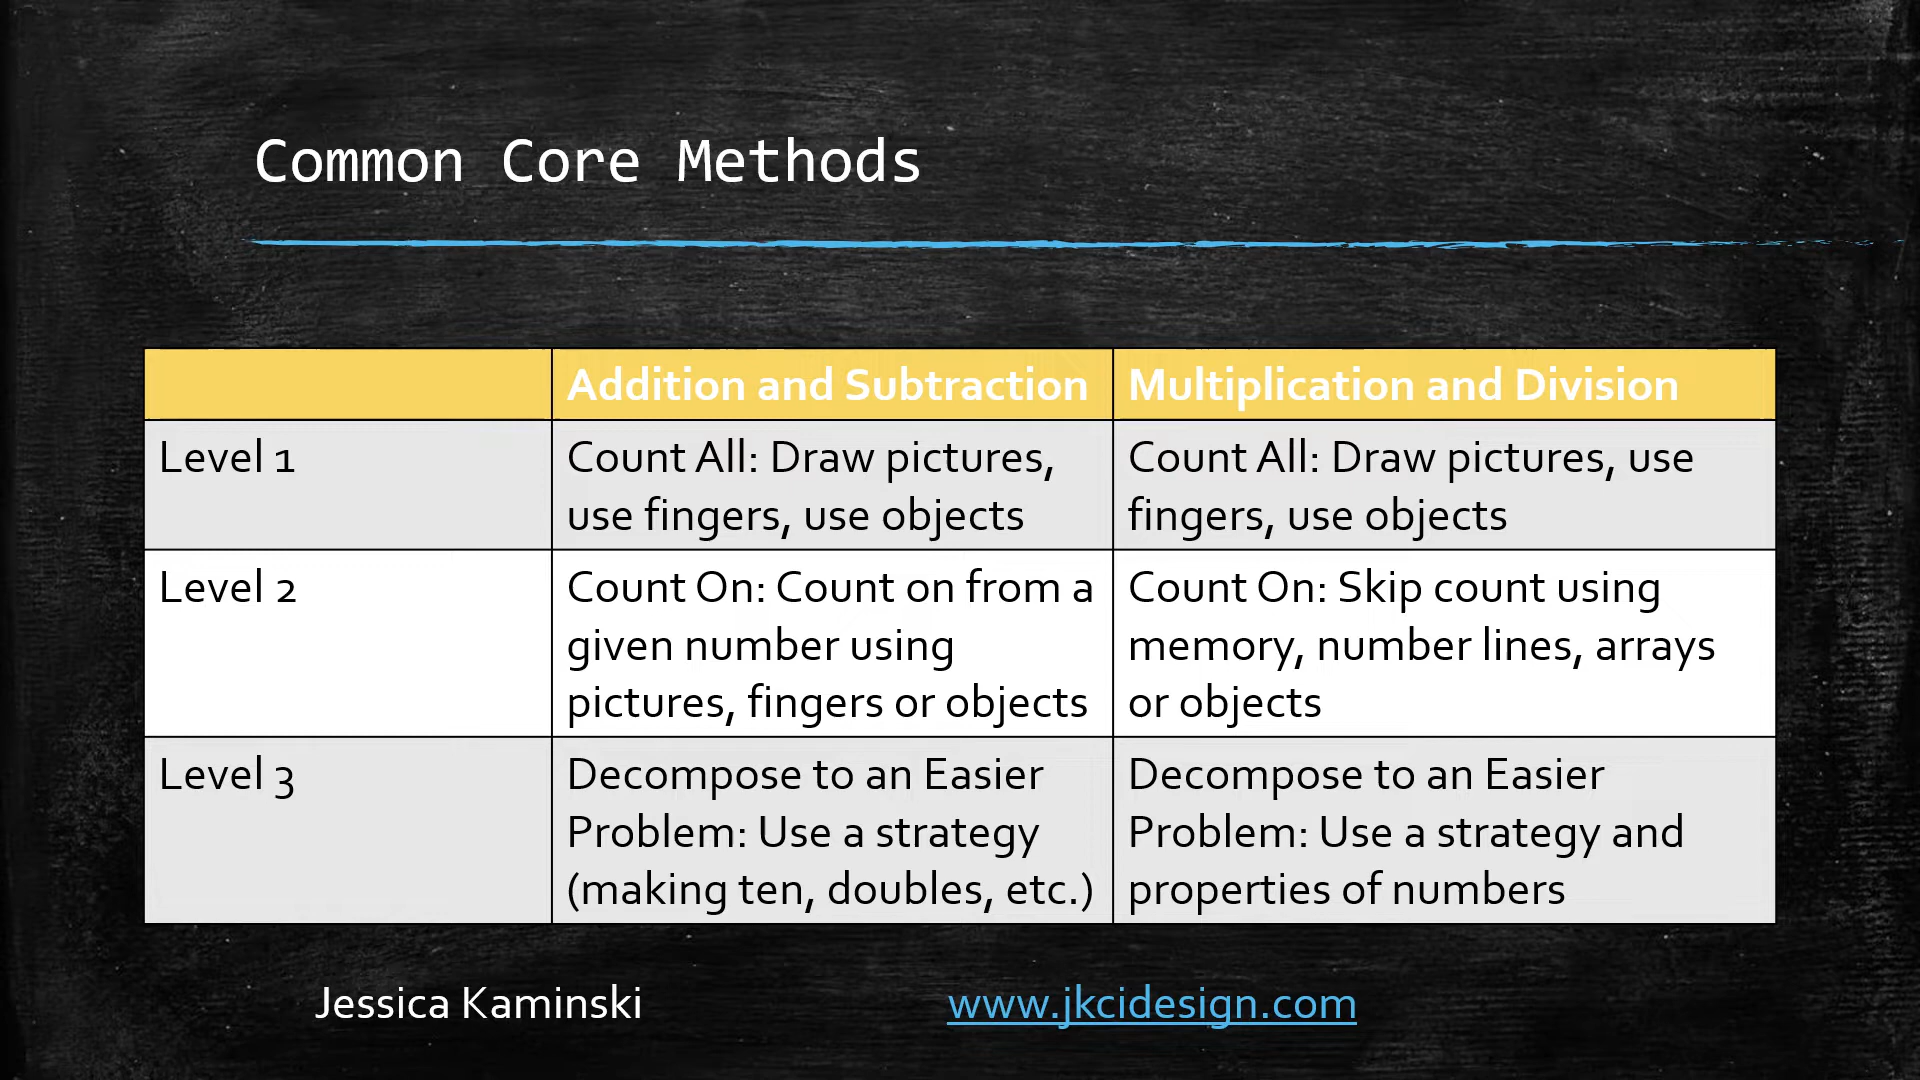 Common Core Methods
Addition and Subtraction
Multiplication and Division
Level 1
Count All: Draw pictures,
use fingers, use objects
Count All: Draw pictures, use
fingers, use objects
Level 2
Count On: Count on from a
given number using
pictures, fingers or objects
Count On: Skip count using
memory, number lines, arrays
or objects
Level 3
Decompose to an Easier
Problem: Use a strategy
(making ten, doubles, etc.)
Decompose to an Easier
Problem: Use a strategy and
properties of numbers
Jessica Kaminski
www.jkcidesign.com